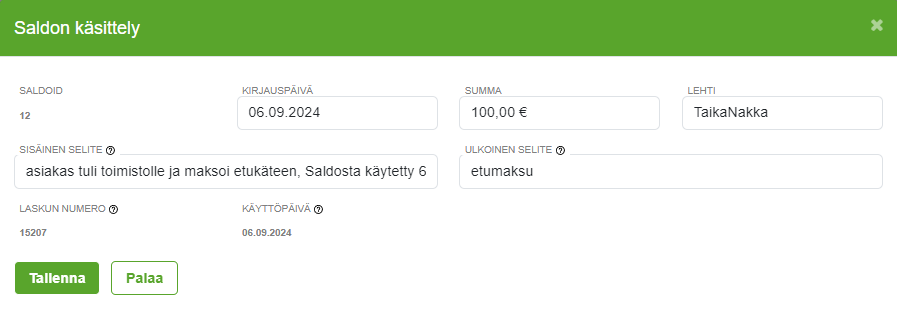 Saldon käsittely
SALDOID KIRJAUSPÄIVÄ SUMMA LEHTI
12 06.09.2024 100,00 € TaikaNakka
SISÄINEN SELITE ULKOINEN SELITE
asiakas tuli toimistolle ja maksoi etukäteen, Saldosta käytetty 6 etumaksu
LASKUN NUMERO KÄYTTÖPÄIVÄ
15207 06.09.2024
Tallenna Palaa